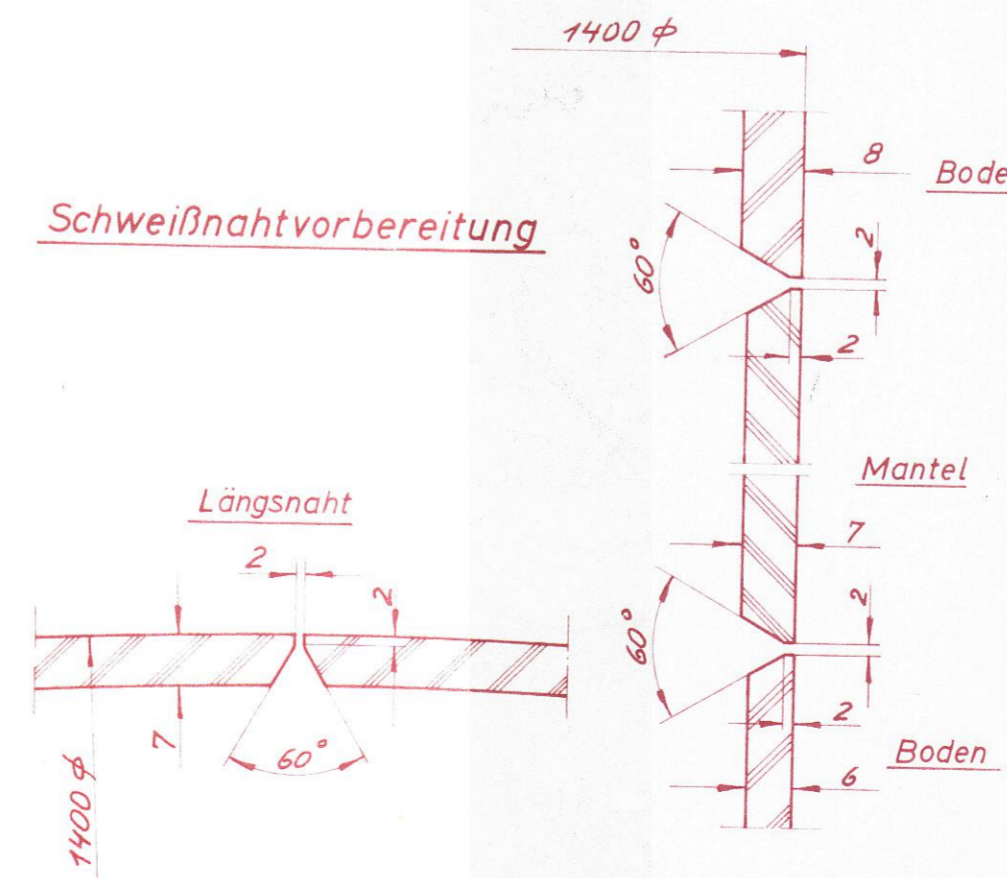 1400 ϕ
8
Bode
Schweißnahtvorbereitung
60°
2
2
Mantel
Längsnaht
7
2
2
60°
2
7
60°
2
Boden
6
1400 ϕ